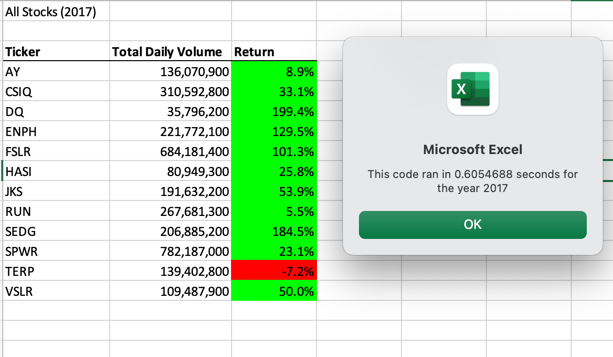 All Stocks (2017)
Ticker Total Daily Volume Return
AY 136,070,900 8.9%
CSIQ 310,592,800 33.1%
DQ 35,796,200 199.4%
ENPH 221,772,100 129.5%
FSLR 684,181,400 101.3%
HASI 80,949,300 25.8%
JKS 191,632,200 53.9%
RUN 267,681,300 5.5%
SEDG 206,885,200 184.5%
SPWR 782,187,000 23.1%
TERP 139,402,800 -7.2%
VSLR 109,487,900 50.0%
X
Microsoft Excel
This code ran in 0.6054688 seconds for
the year 2017
OK